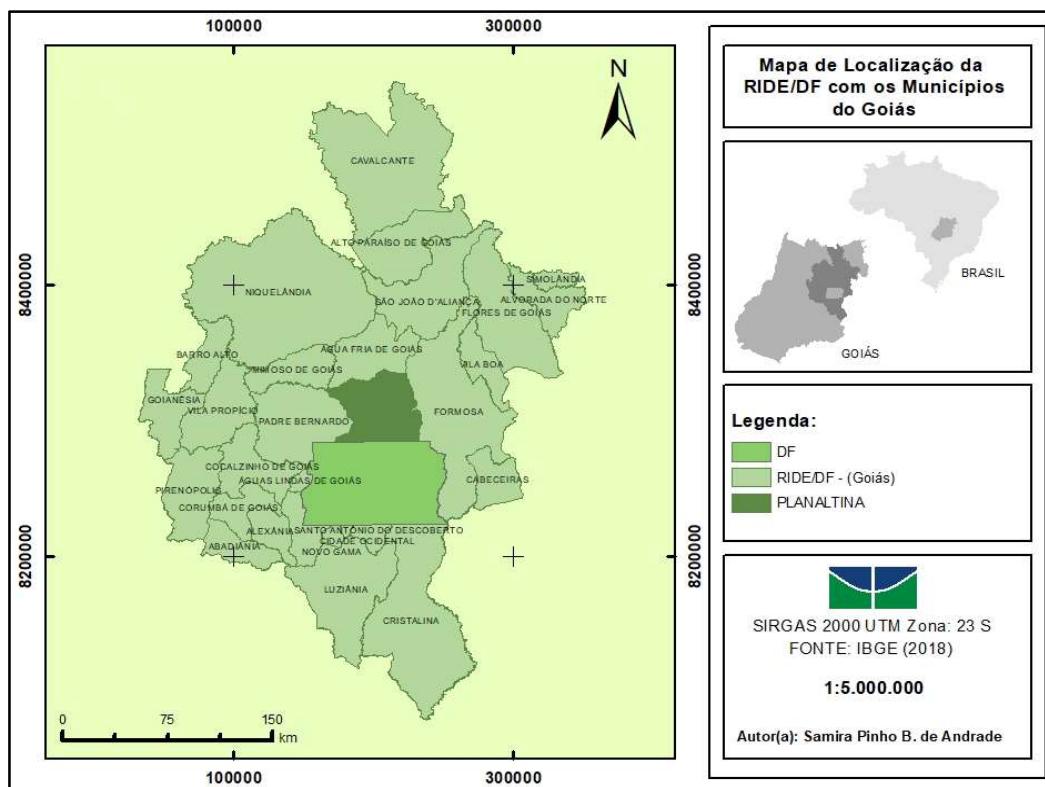 100000
300000
N
CAVALCANTE
ALTO PARAÍSO DE GOIÁS
SIMOLÂNDIA
8400000
8400000
NIQUELÂNDIA
SÃO JOÃO D'ALIANÇA
ALVORADA DO NORTE
FLORES DE GOIÁS
ÁGUA FRIA DE GOIÁS
BARRO ALTO
MIMOSO DE GOIÁS
VILA BOA
GOIANÉSIA
VILA PROPÍCIO
PADRE BERNARDO
FORMOSA
COCALZINHO DE GOIÁS
ÁGUAS LINDAS DE GOIÁS
CABECEIRAS
PIRENÓPOLIS
CORUMBÁ DE GOIÁS
ALEXÂNIA
SANTO ANTÔNIO DO DESCOBERTO
CIDADE OCIDENTAL
ABADIÂNIA
NOVO GAMA
8200000
8200000
LUZIÂNIA
CRISTALINA
0 75 150
km
100000
300000
Mapa de Localização da
RIDE/DF com os Municípios
do Goiás
BRASIL
GOIÁS
Legenda:
DF
RIDE/DF - (Goiás)
PLANALTINA
SIRGAS 2000 UTM Zona: 23 S
FONTE: IBGE (2018)
1:5.000.000
Autor(a): Samira Pinho B. de Andrade